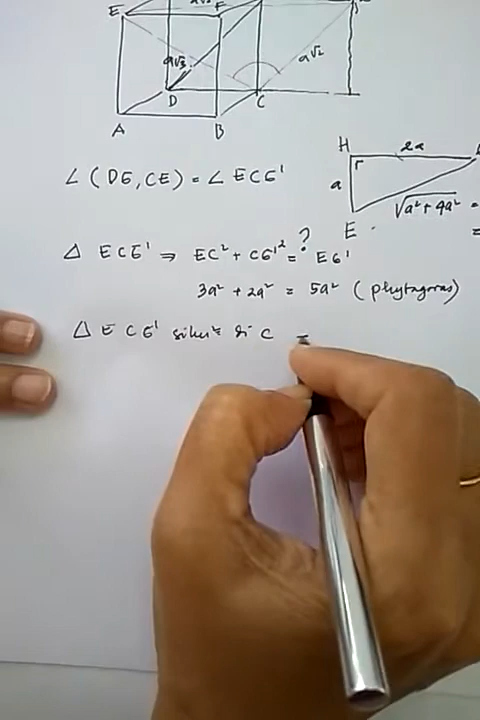 E F
a√3
a√2
D C
A B
H 2a
a
√a²+4a² =
=
E
∠ (DG, CE) = ∠ ECG'
△ ECG' ⇒ EC² + CG'² =? EG'
3a² + 2a² = 5a² (phytagoras)
△ ECG' siku² di C